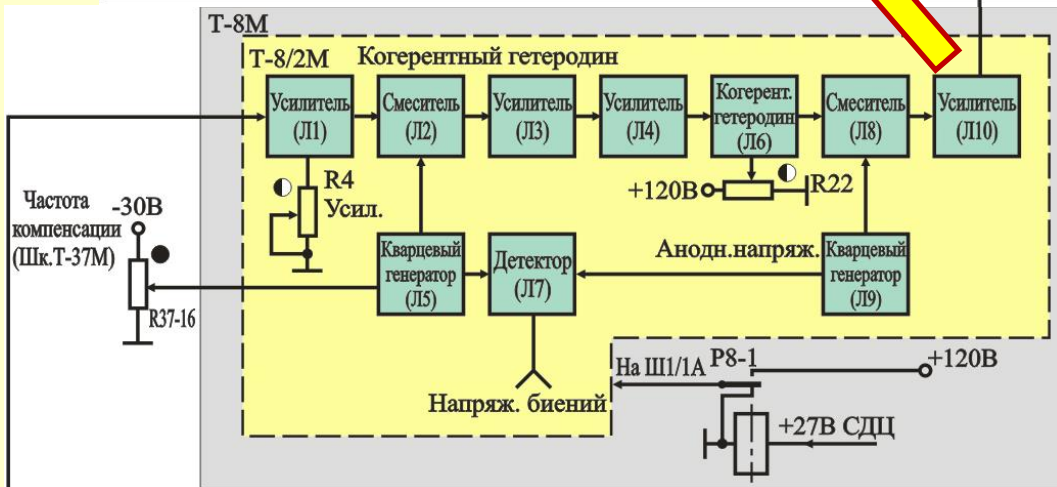 Т-8М
Т-8/2М
Когерентный гетеродин
Усилитель
(Л1)
Смеситель
(Л2)
Усилитель
(Л3)
Усилитель
(Л4)
Когерент.
гетеродин
(Л6)
Смеситель
(Л8)
Усилитель
(Л10)
R4
Усил.
+120В
R22
Частота
компенсации
(Шк.Т-37М)
-30В
R37-16
Кварцевый
генератор
(Л5)
Детектор
(Л7)
Анодн.напряж.
Кварцевый
генератор
(Л9)
Напряж. биений
На Ш1/1А
Р8-1
+120В
+27В СДЦ